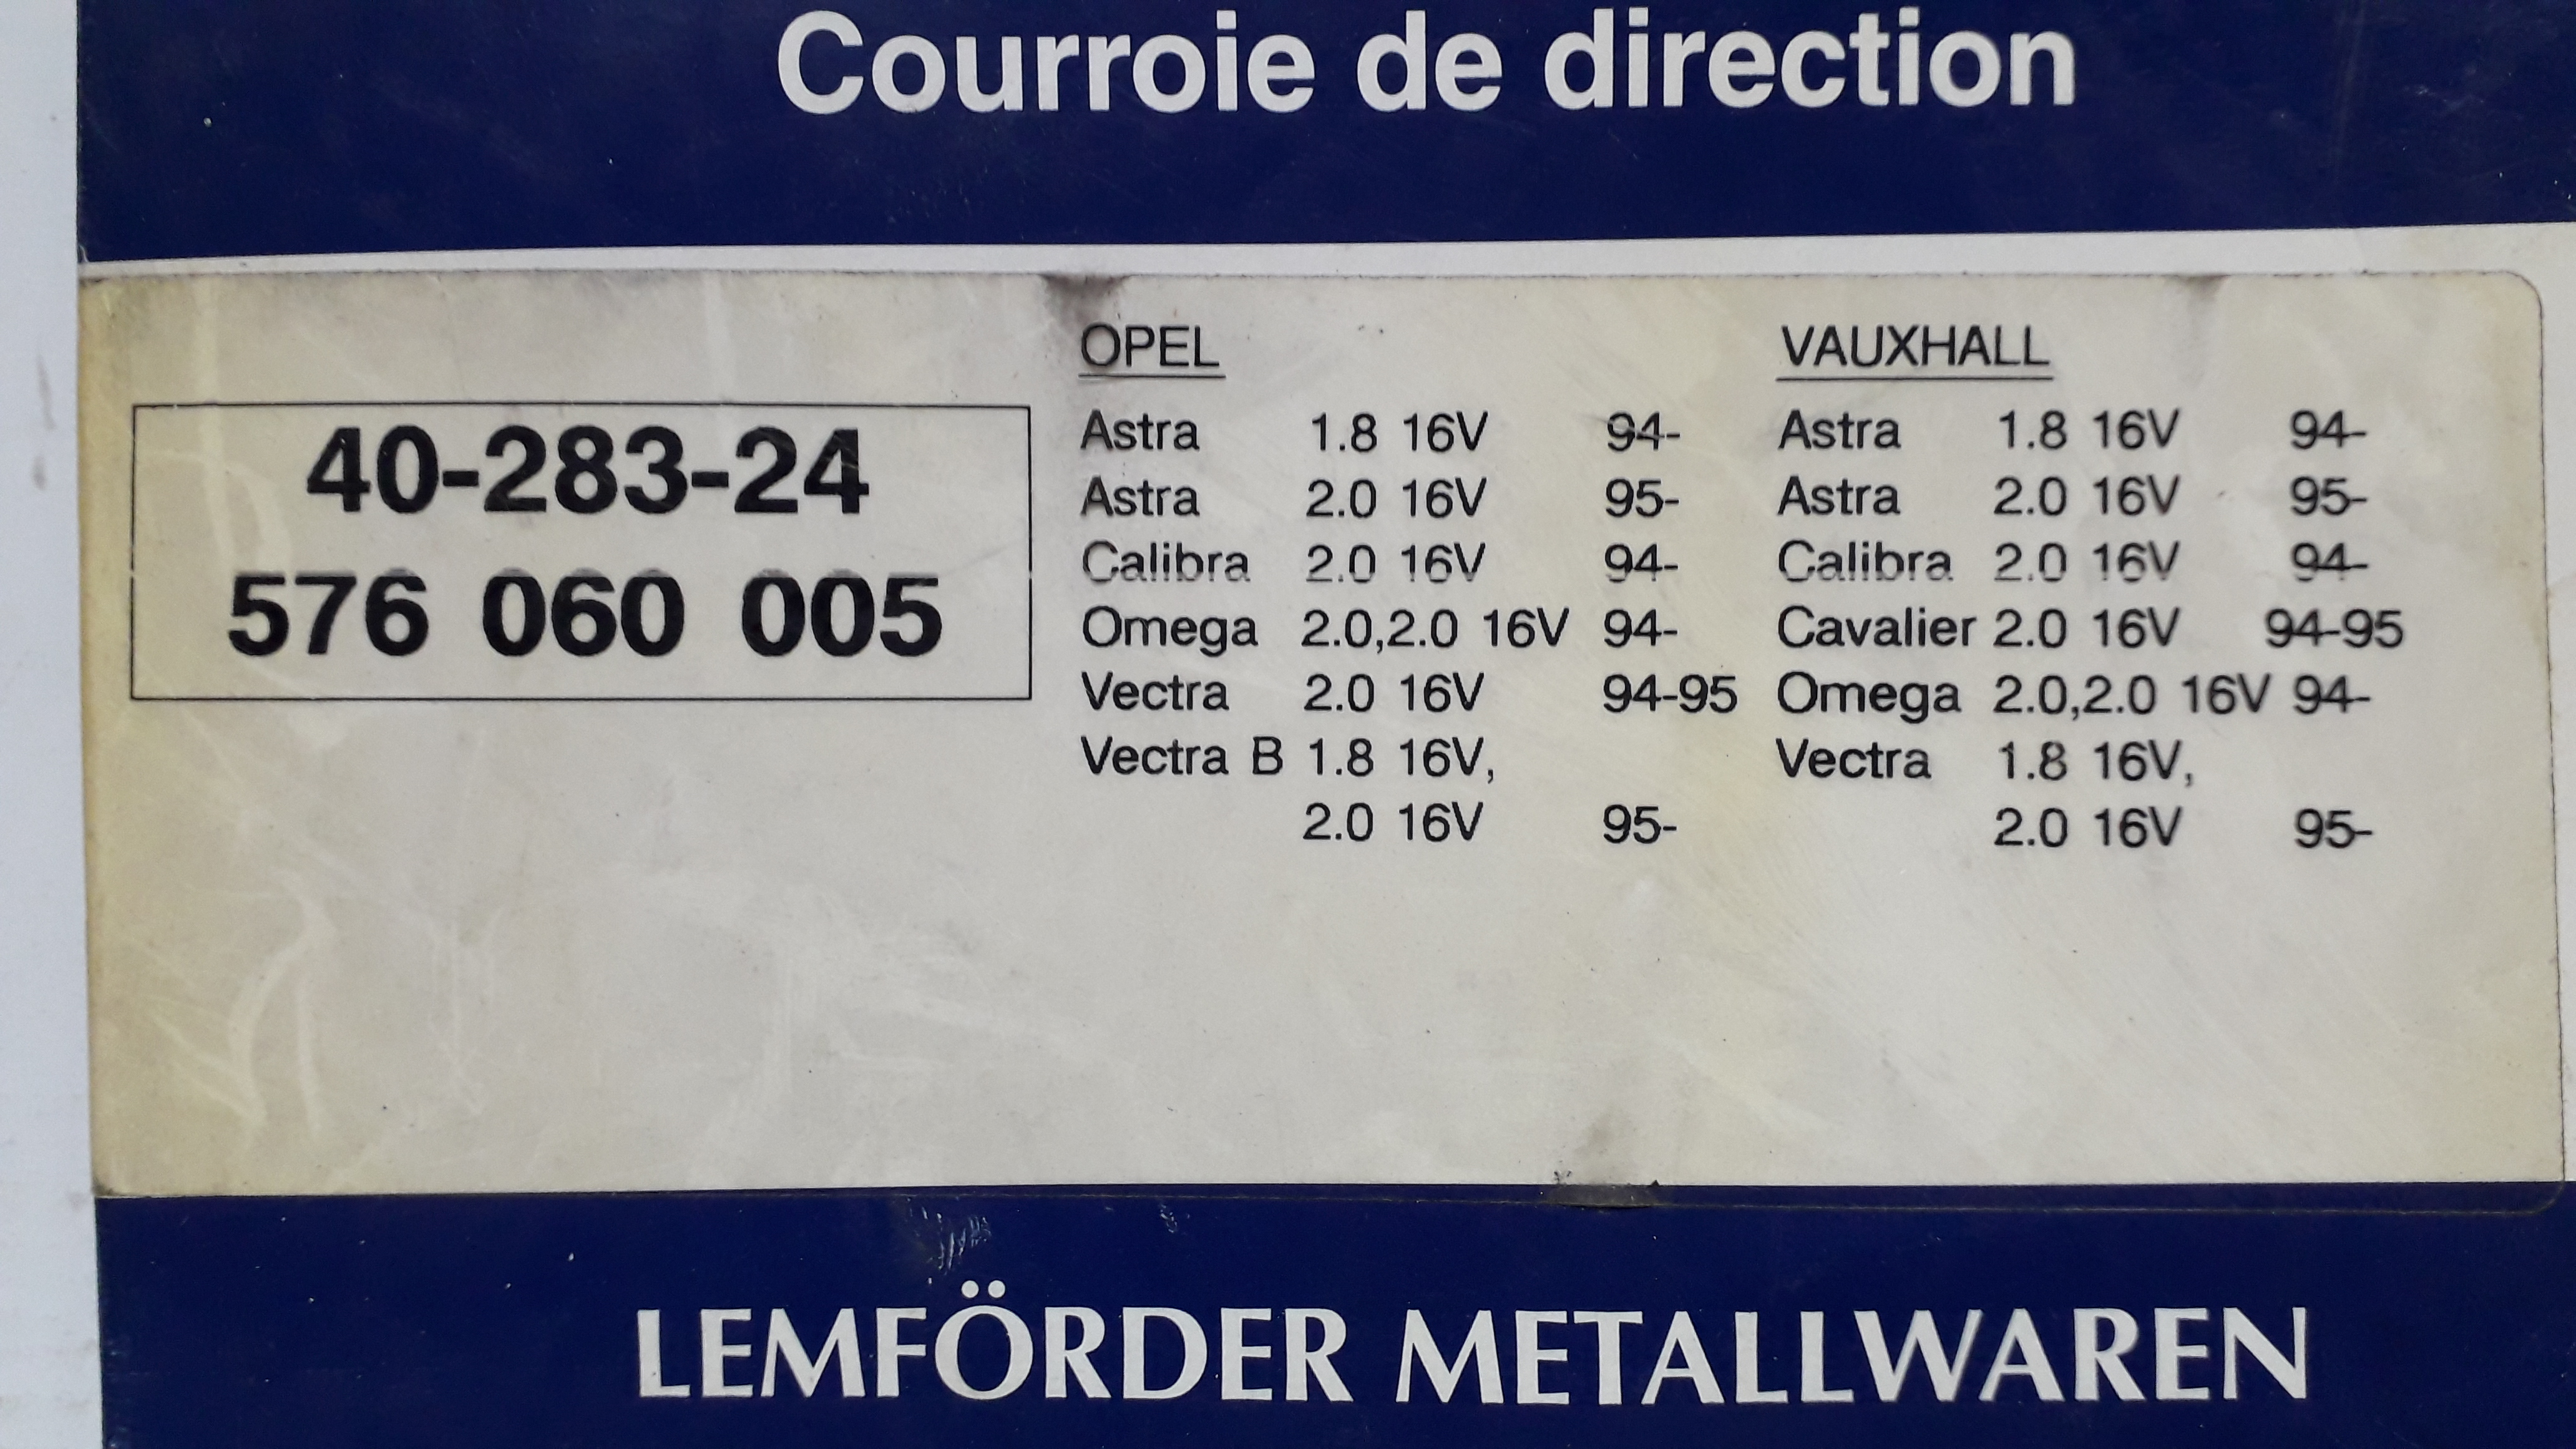 Courroie de direction
40-283-24
576 060 005
OPEL
Astra 1.8 16V 94-
Astra 2.0 16V 95-
Calibra 2.0 16V 94-
Omega 2.0,2.0 16V 94-
Vectra 2.0 16V 94-95
Vectra B 1.8 16V,
2.0 16V 95-
VAUXHALL
Astra 1.8 16V 94-
Astra 2.0 16V 95-
Calibra 2.0 16V 94-
Cavalier 2.0 16V 94-95
Omega 2.0,2.0 16V 94-
Vectra 1.8 16V,
2.0 16V 95-
LEMFÖRDER METALLWAREN